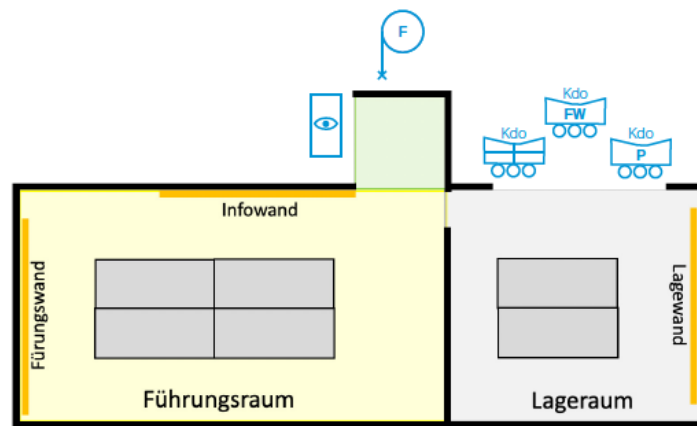 F
Kdo
FW
Kdo
Kdo
P
Infowand
Fürungswand
Lagewand
Führungsraum
Lageraum